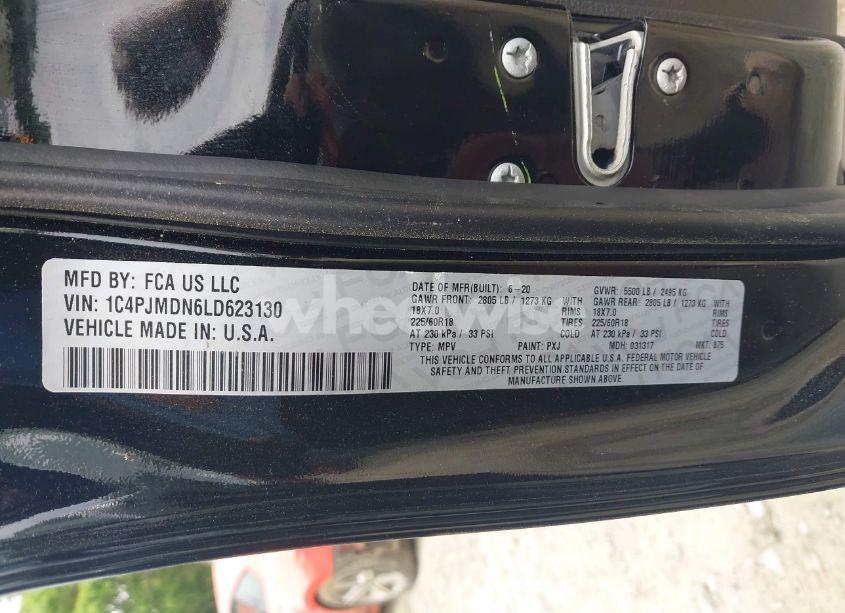 MFD BY: FCA US LLC
VIN: 1C4PJMDN6LD623130
VEHICLE MADE IN: U.S.A.
DATE OF MFR(BUILT): 6-20 GVWR: 5500 LB / 2495 KG
GAWR FRONT: 2805 LB / 1273 KG WITH GAWR REAR: 2805 LB / 1273 KG WITH
18X7.0 RIMS 18X7.0 RIMS
225/60R18 TIRES 225/60R18 TIRES
AT 230 kPa / 33 PSI COLD AT 230 kPa / 33 PSI COLD
TYPE: MPV PAINT: PXJ MDH: 031317 MKT: 875
THIS VEHICLE CONFORMS TO ALL APPLICABLE U.S.A. FEDERAL MOTOR VEHICLE
SAFETY AND THEFT PREVENTION STANDARDS IN EFFECT ON THE DATE OF
MANUFACTURE SHOWN ABOVE.
wheelwise